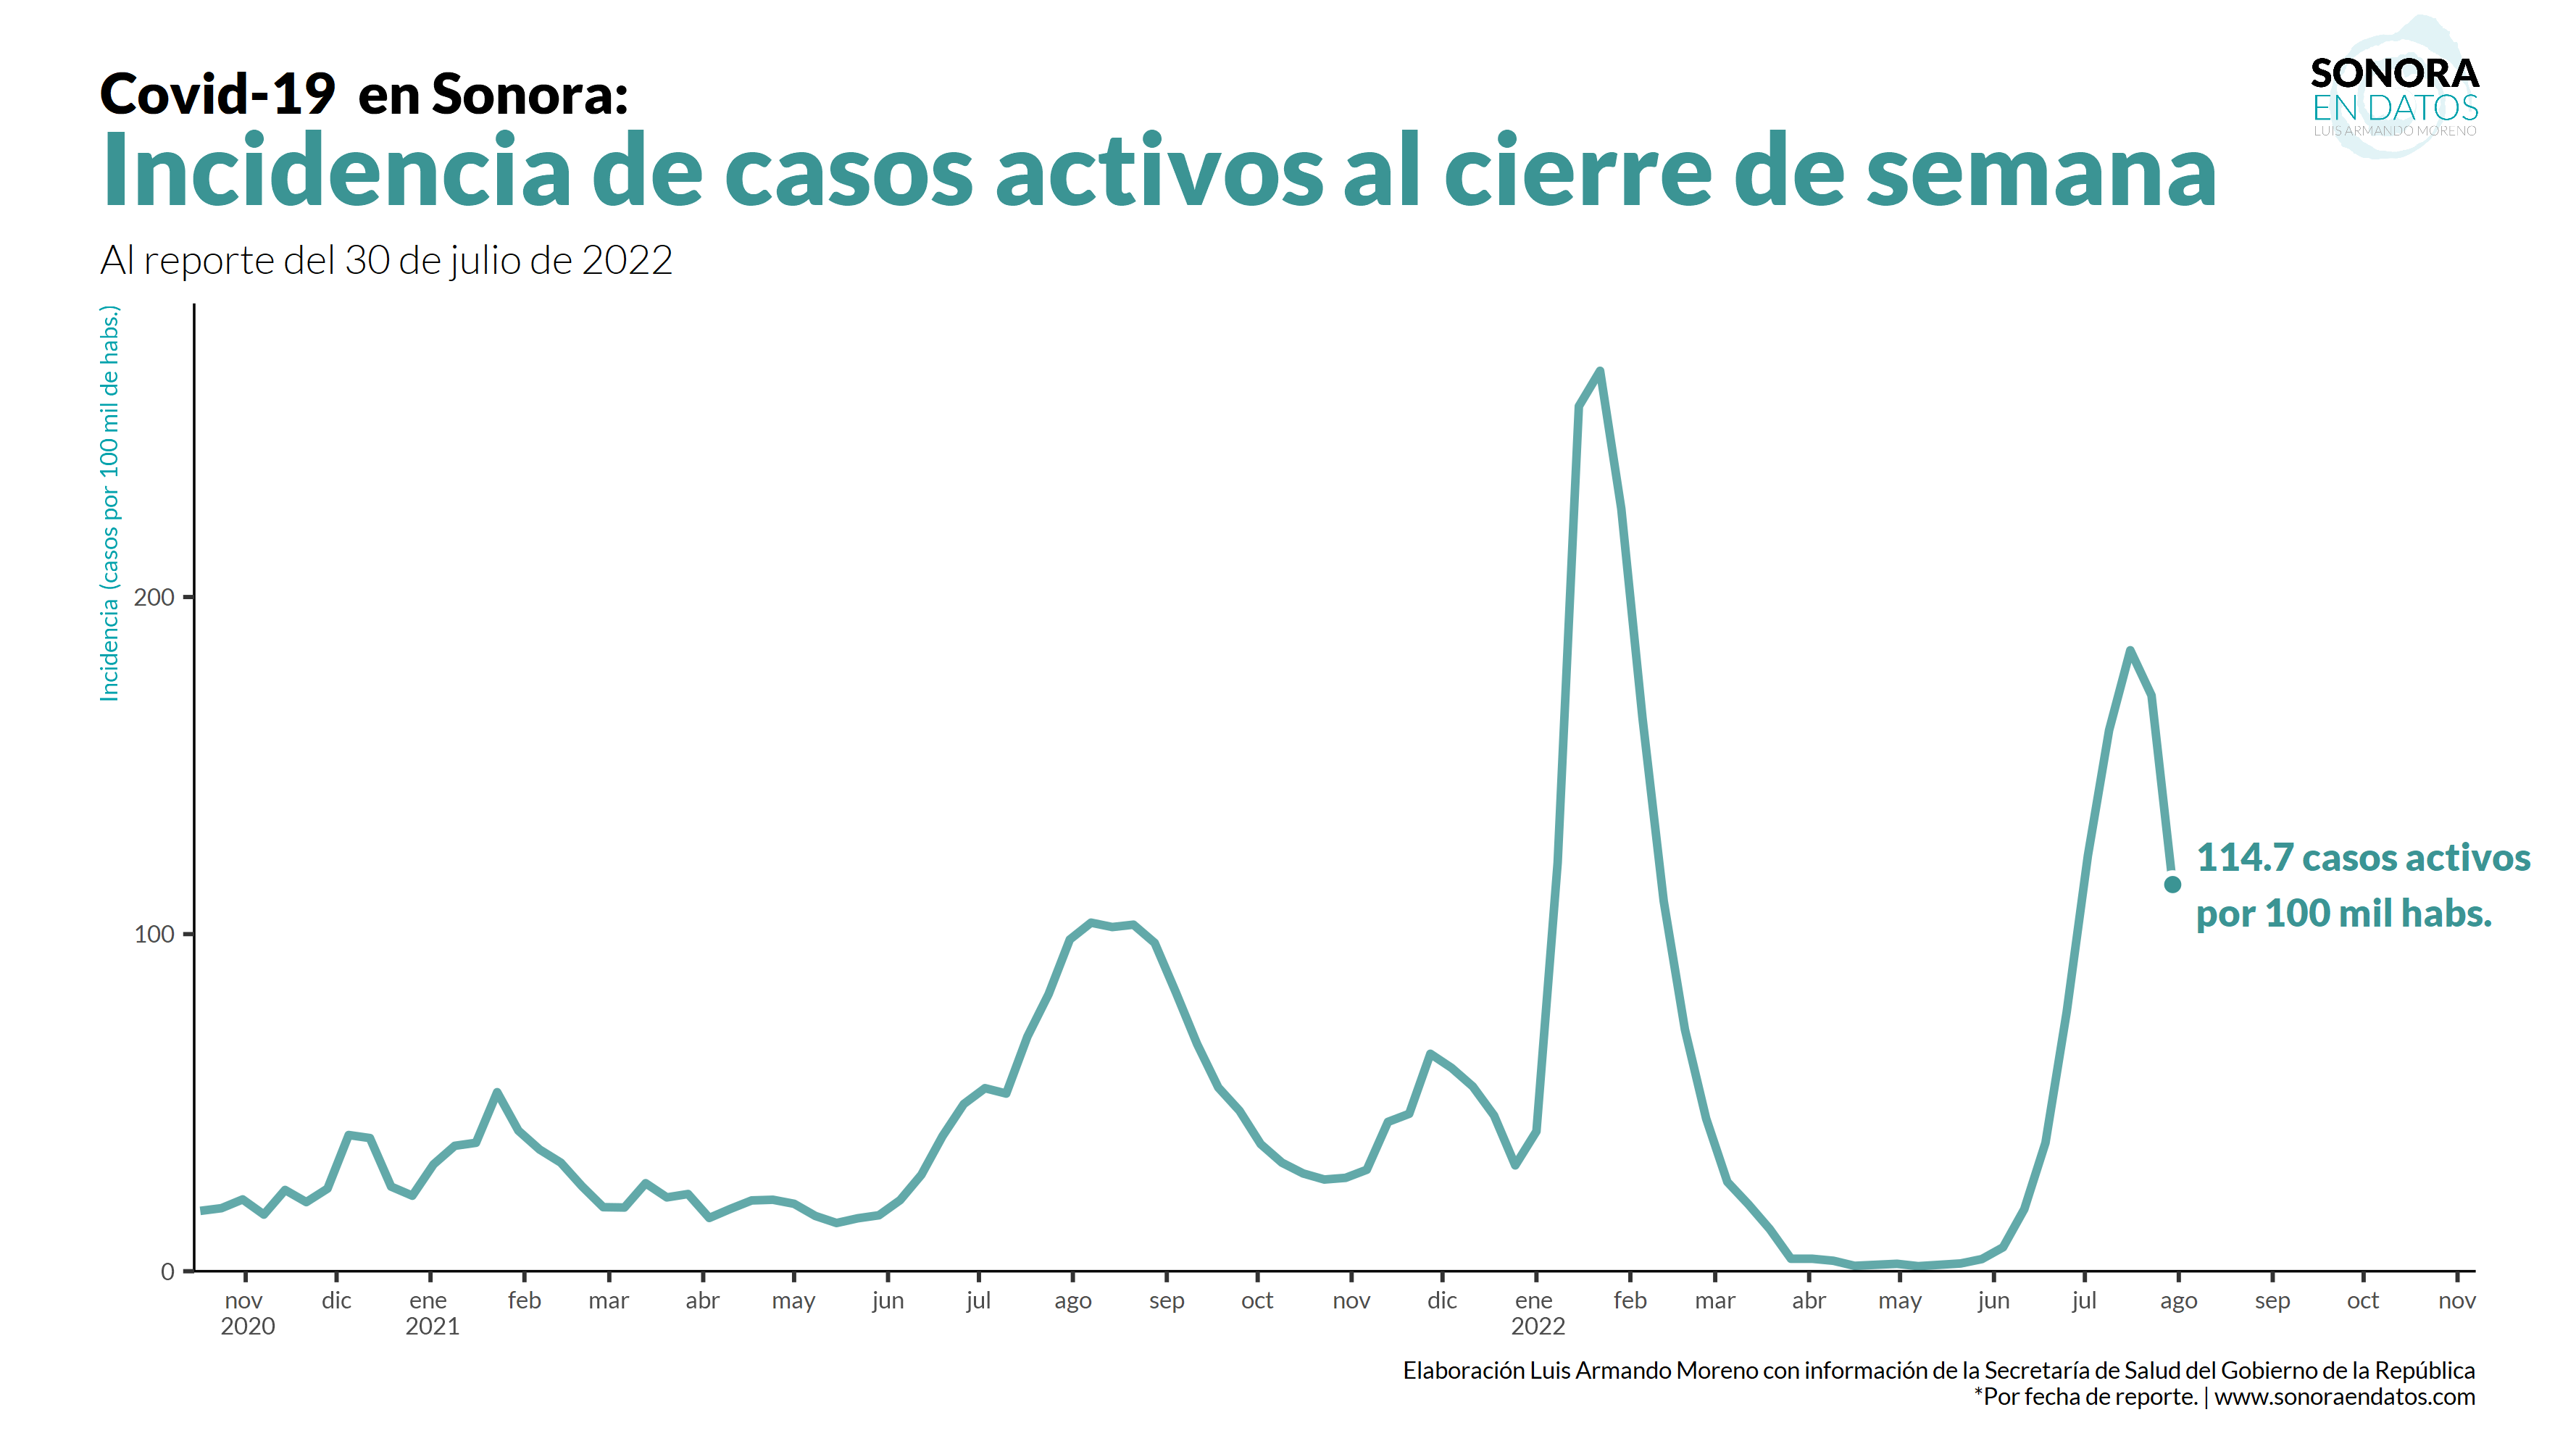 Covid-19 en Sonora:
SONORA
EN DATOS
LUIS ARMANDO MORENO
Incidencia de casos activos al cierre de semana
Al reporte del 30 de julio de 2022
Incidencia (casos por 100 mil de habs.)
200
100
0
114.7 casos activos
por 100 mil habs.
nov dic ene feb mar abr may jun jul ago sep oct nov dic ene feb mar abr may jun jul ago sep oct nov
2020 2021 2022
Elaboración Luis Armando Moreno con información de la Secretaría de Salud del Gobierno de la República
*Por fecha de reporte. | www.sonoraendatos.com